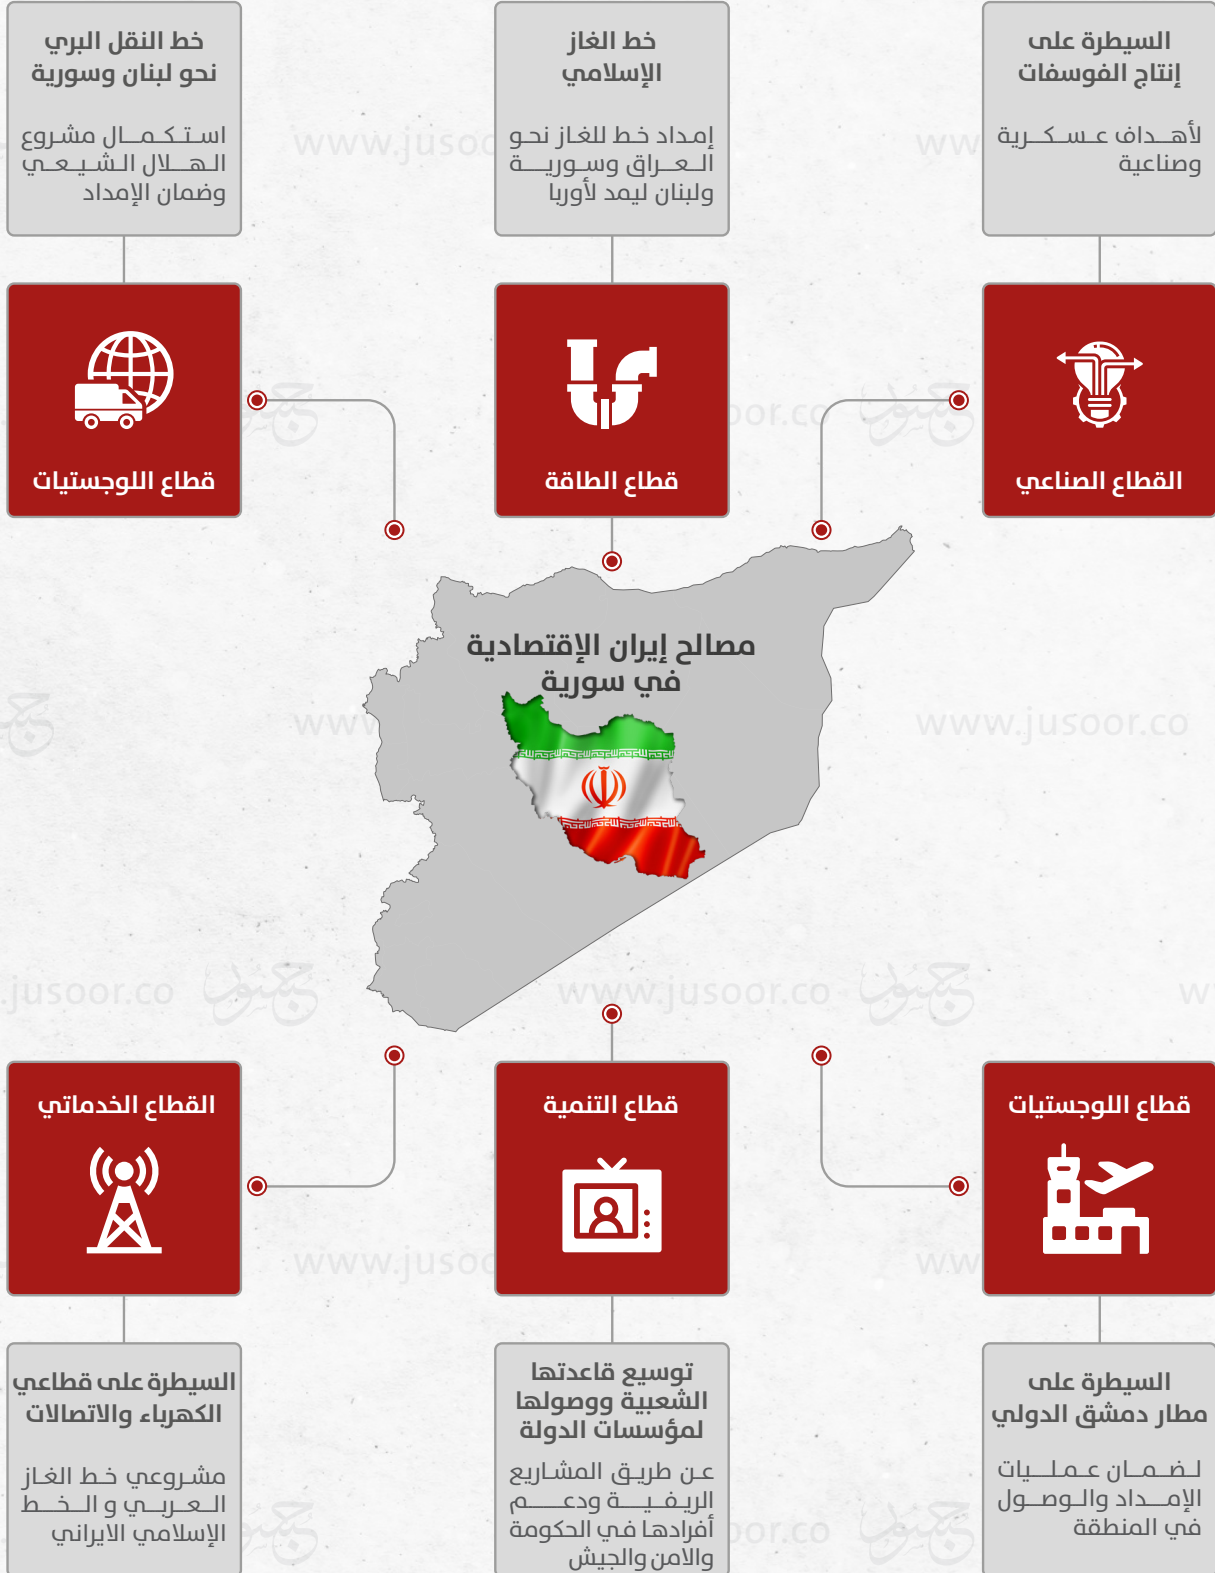 السيطرة على
إنتاج الفوسفات
لأهداف عسكرية
وصناعية
خط الغاز
الإسلامي
إمداد خط للغاز نحو
العراق وسورية
ولبنان ليمد لأوربا
خط النقل البري
نحو لبنان وسورية
استكمال مشروع
الهلال الشيعي
وضمان الإمداد
القطاع الصناعي
قطاع الطاقة
قطاع اللوجستيات
مصالح إيران الإقتصادية
في سورية
قطاع اللوجستيات
قطاع التنمية
القطاع الخدماتي
السيطرة على
مطار دمشق الدولي
لضمان عمليات
الإمداد والوصول
في المنطقة
توسيع قاعدتها
الشعبية ووصولها
لمؤسسات الدولة
عن طريق المشاريع
الريفية ودعم
أفرادها في الحكومة
والامن والجيش
السيطرة على قطاعي
الكهرباء والاتصالات
مشروعي خط الغاز
العربي و الخط
الإسلامي الايراني
www.jusoor.co
جسور